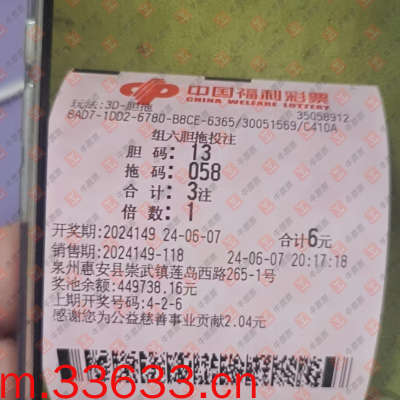 中国福利彩票
CHINA WELFARE LOTTERY
玩法:3D-胆拖
35058912
8AD7-1DD2-6780-B8CE-6365/30051569/C410A
组六胆拖投注
胆 码: 13
拖 码: 058
合 计: 3注
倍 数: 1
开奖期:2024149 24-06-07 合计6元
销售期:2024149-118 24-06-07 20:17:18
泉州惠安县崇武镇莲岛西路265-1号
奖池余额:449738.16元
上期开奖号码:4-2-6
感谢您为公益慈善事业贡献2.04元
m.33633.cn